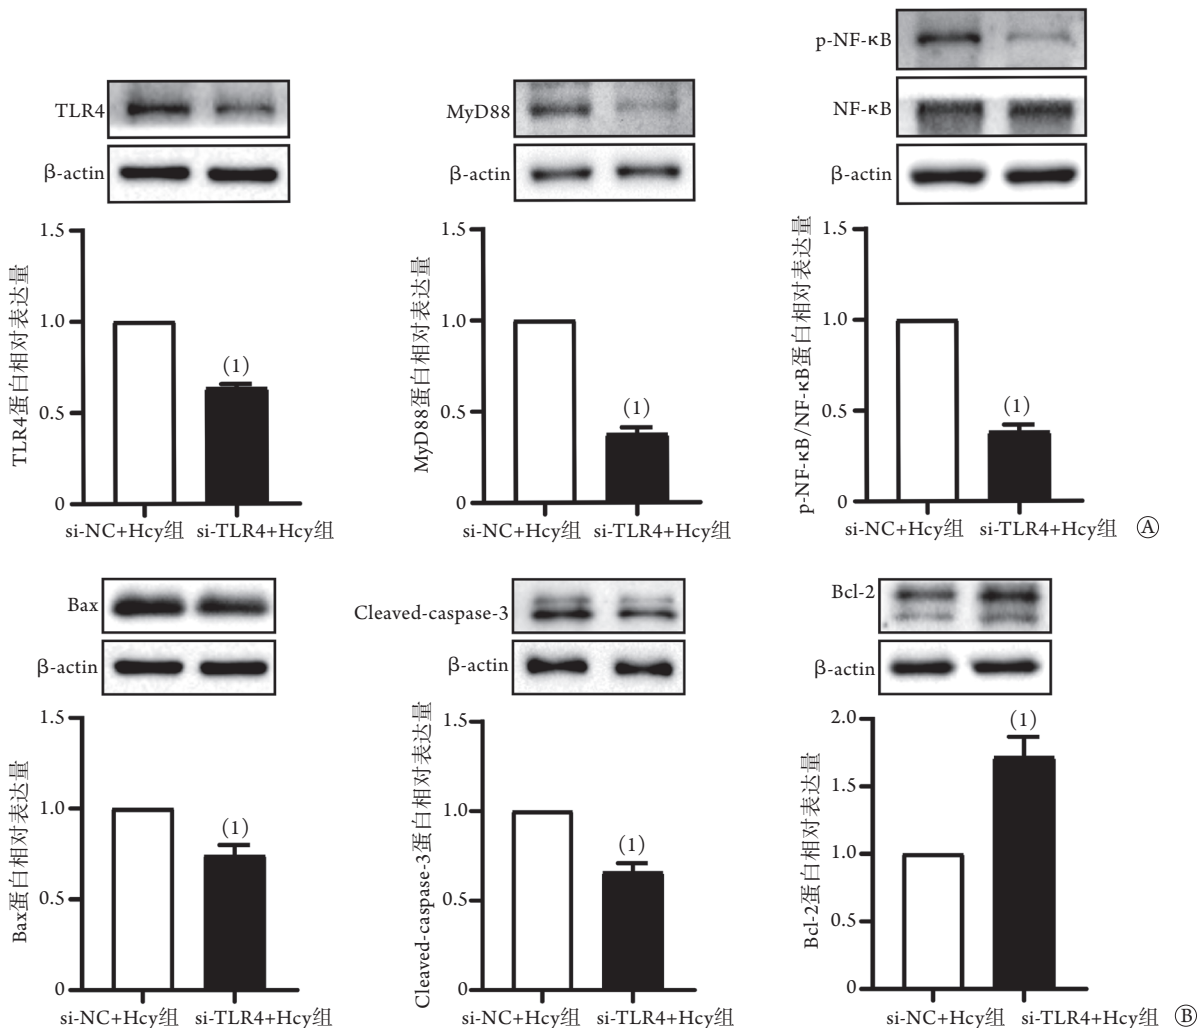 p-NF-κB
TLR4
MyD88
NF-κB
β-actin
β-actin
β-actin
TLR4蛋白相对表达量
1.5
1.0
0.5
0
(1)
si-NC+Hcy组
si-TLR4+Hcy组
MyD88蛋白相对表达量
1.5
1.0
0.5
0
(1)
si-NC+Hcy组
si-TLR4+Hcy组
p-NF-κB/NF-κB蛋白相对表达量
1.5
1.0
0.5
0
(1)
si-NC+Hcy组
si-TLR4+Hcy组
Ⓐ
Bax
β-actin
Bax蛋白相对表达量
1.5
1.0
0.5
0
(1)
si-NC+Hcy组
si-TLR4+Hcy组
Cleaved-caspase-3
β-actin
Cleaved-caspase-3蛋白相对表达量
1.5
1.0
0.5
0
(1)
si-NC+Hcy组
si-TLR4+Hcy组
Bcl-2
β-actin
Bcl-2蛋白相对表达量
2.0
1.5
1.0
0.5
0
(1)
si-NC+Hcy组
si-TLR4+Hcy组
Ⓑ